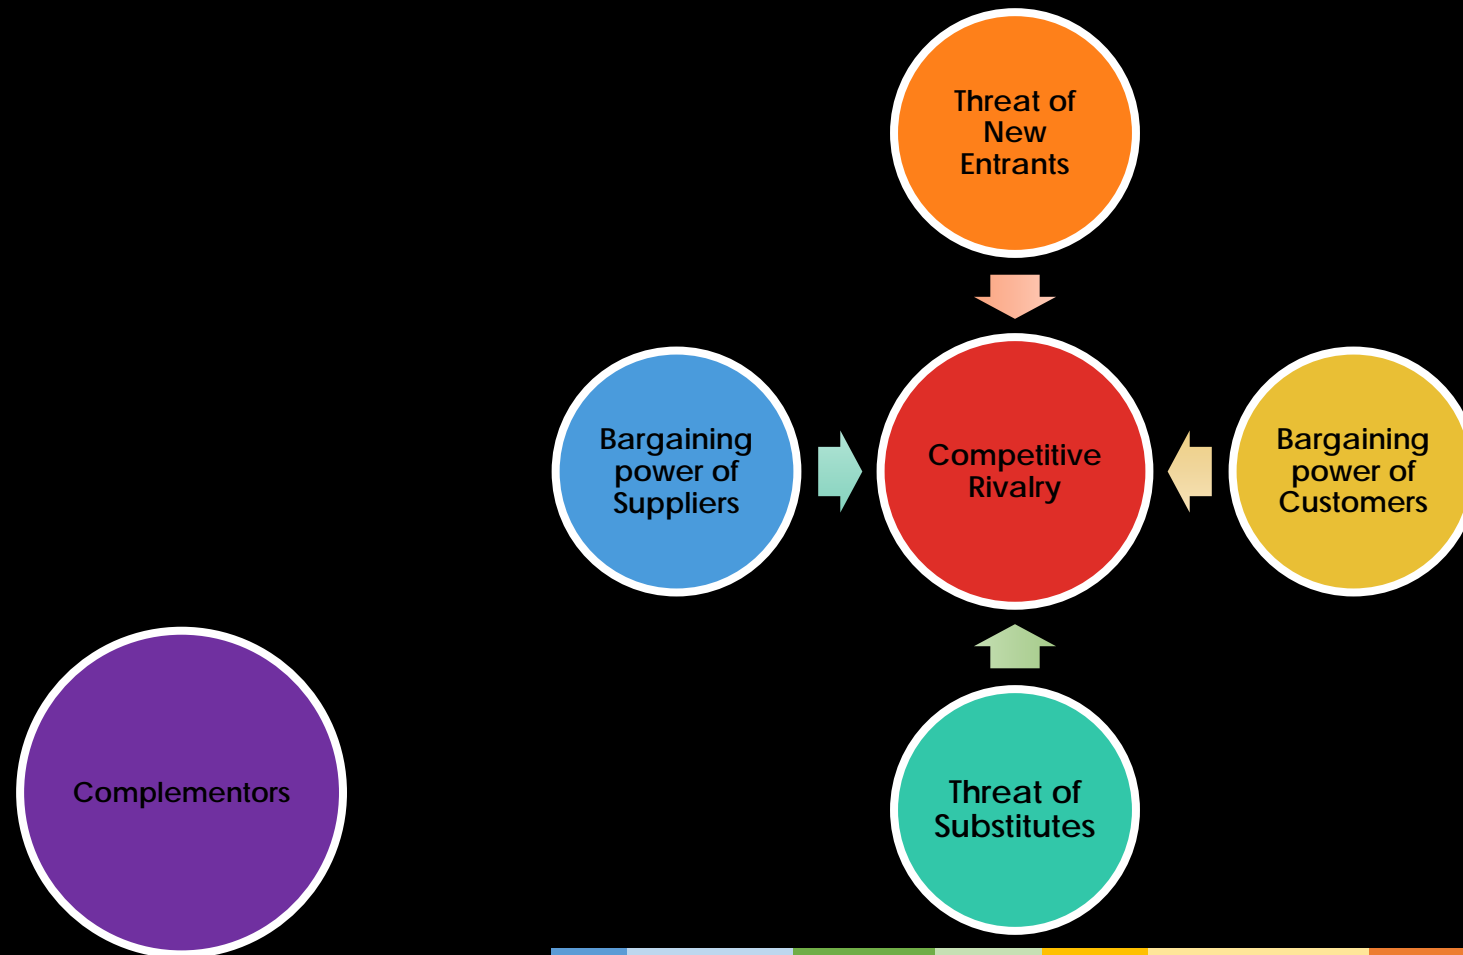 Threat of
New
Entrants
Bargaining
power of
Suppliers
Competitive
Rivalry
Bargaining
power of
Customers
Complementors
Threat of
Substitutes